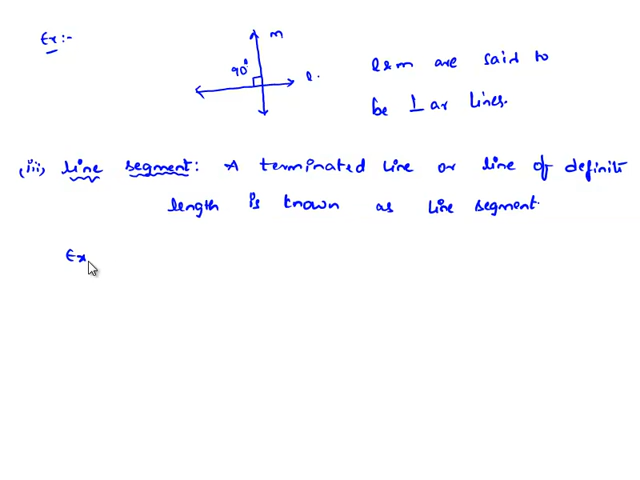 Ex:-
m
90°
l.
l & m are said to
be ⊥ar lines.
(iii) line segment: A terminated line or line of definite
length is known as line segment.
Ex